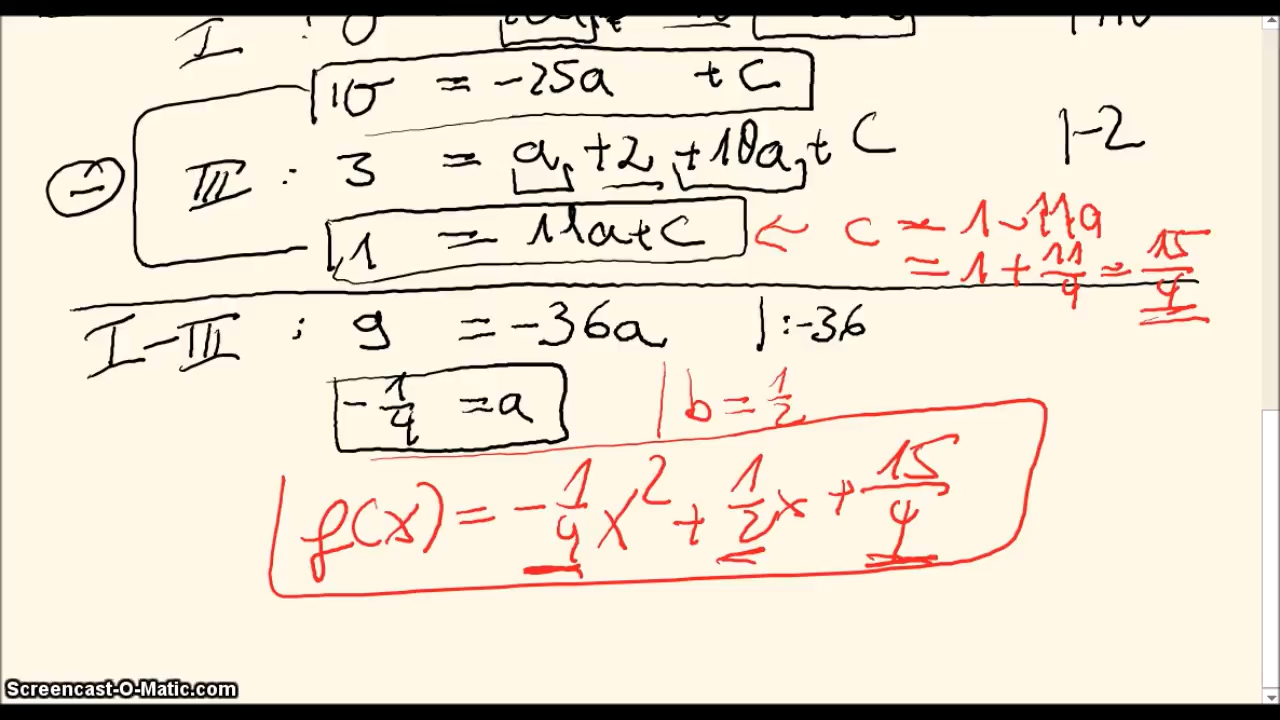 I : 0 =
10 = -25a + c
⊖ III : 3 = a + 2 + 10a + c | -2
1 = 11a + c ← c = 1 - 11a
= 1 + 11/4 = 15/4
I - III : 9 = -36a | : -36
-1/4 = a | b = 1/2
f(x) = -1/4 x² + 1/2 x + 15/4
Screencast-O-Matic.com